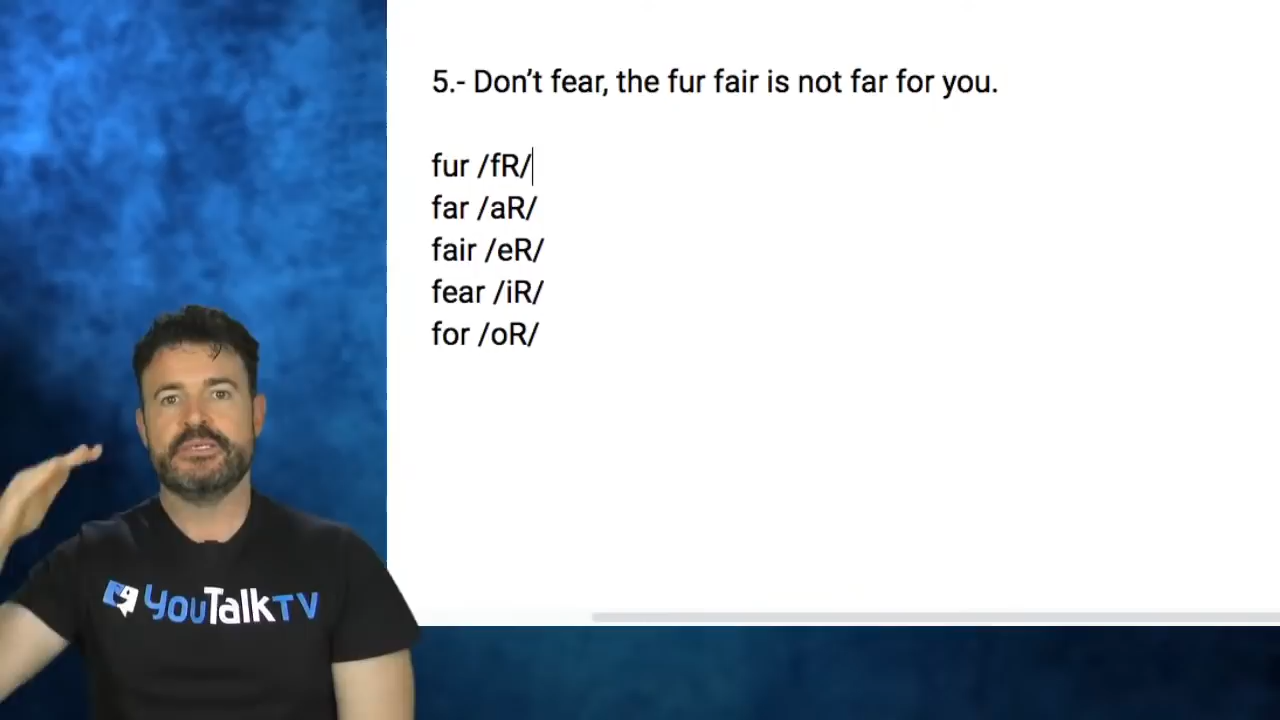 5.- Don’t fear, the fur fair is not far for you.
fur /fR/
far /aR/
fair /eR/
fear /iR/
for /oR/
YouTalkTV